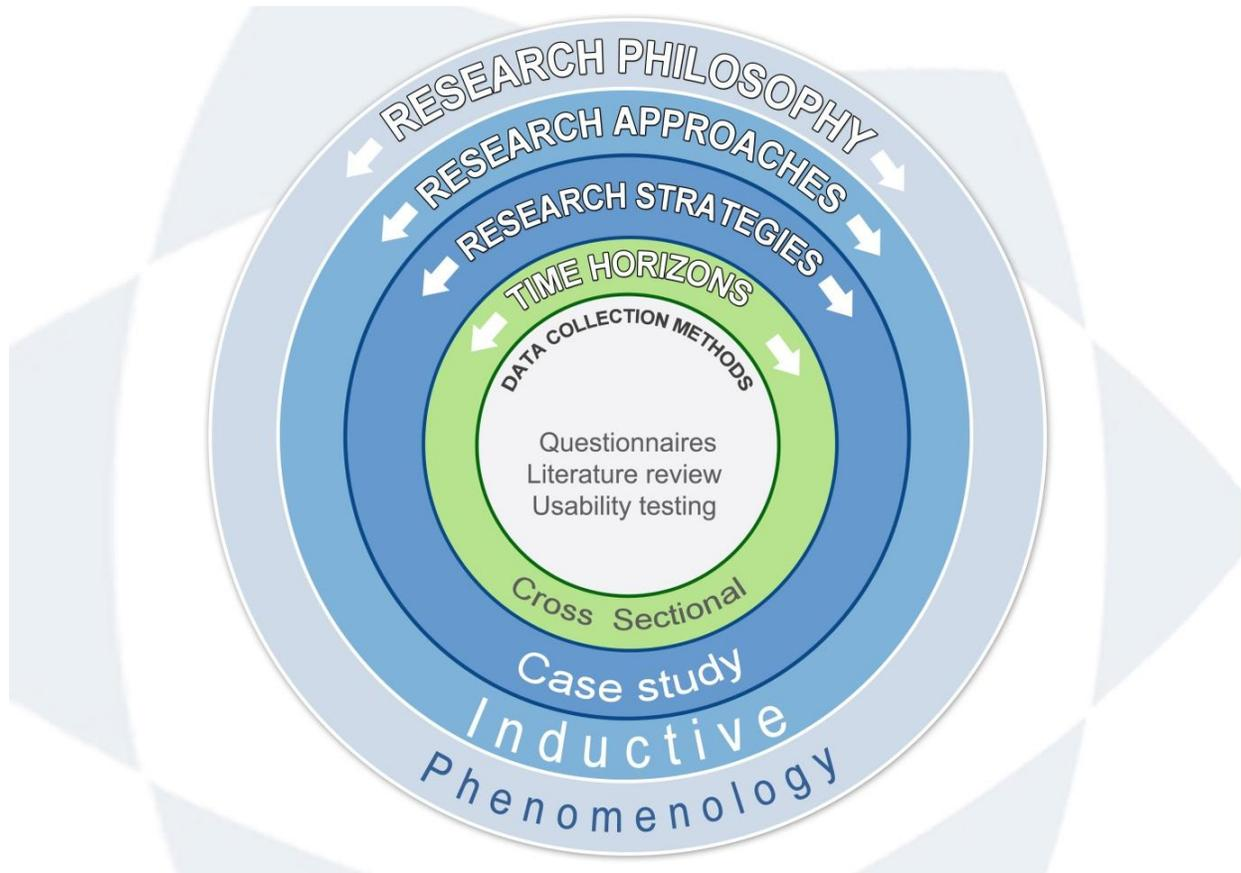 RESEARCH PHILOSOPHY
RESEARCH APPROACHES
RESEARCH STRATEGIES
TIME HORIZONS
DATA COLLECTION METHODS
Questionnaires
Literature review
Usability testing
Cross Sectional
Case study
Inductive
Phenomenology